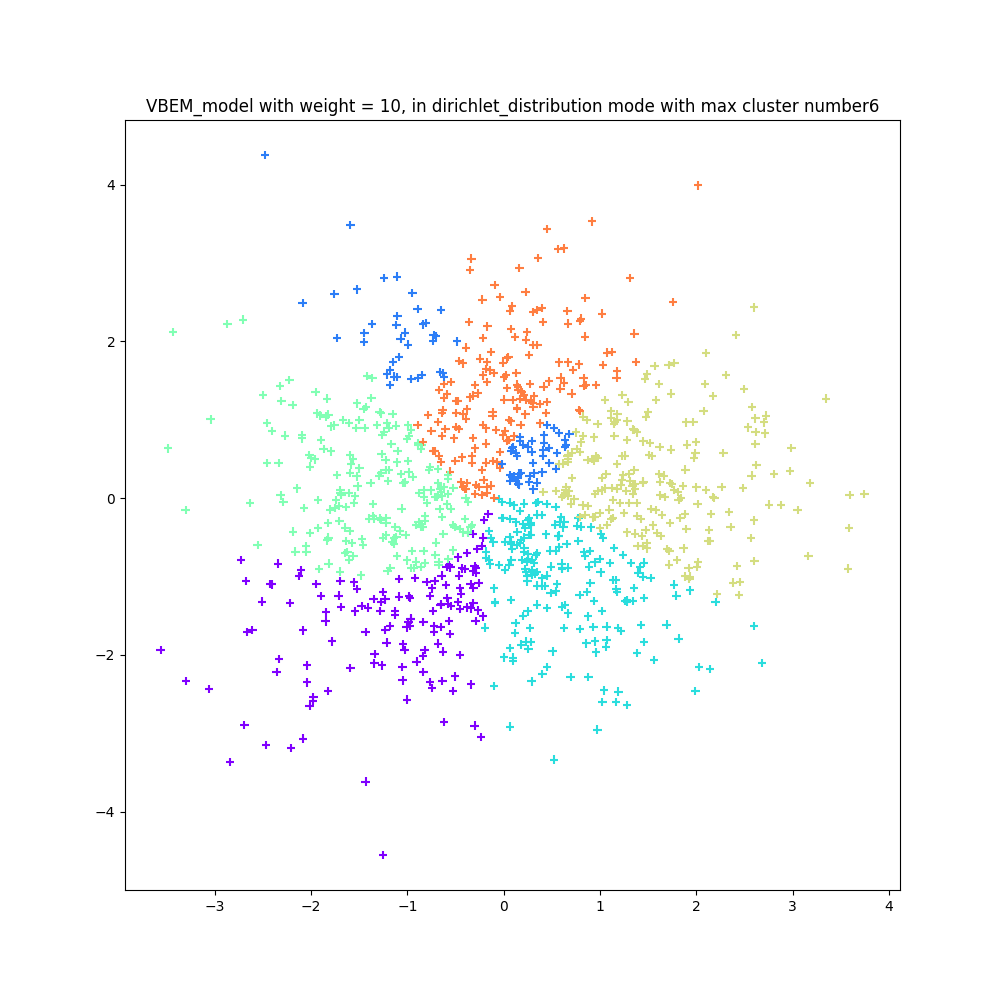 VBEM_model with weight = 10, in dirichlet_distribution mode with max cluster number6
4
2
0
−2
−4
−3 −2 −1 0 1 2 3 4